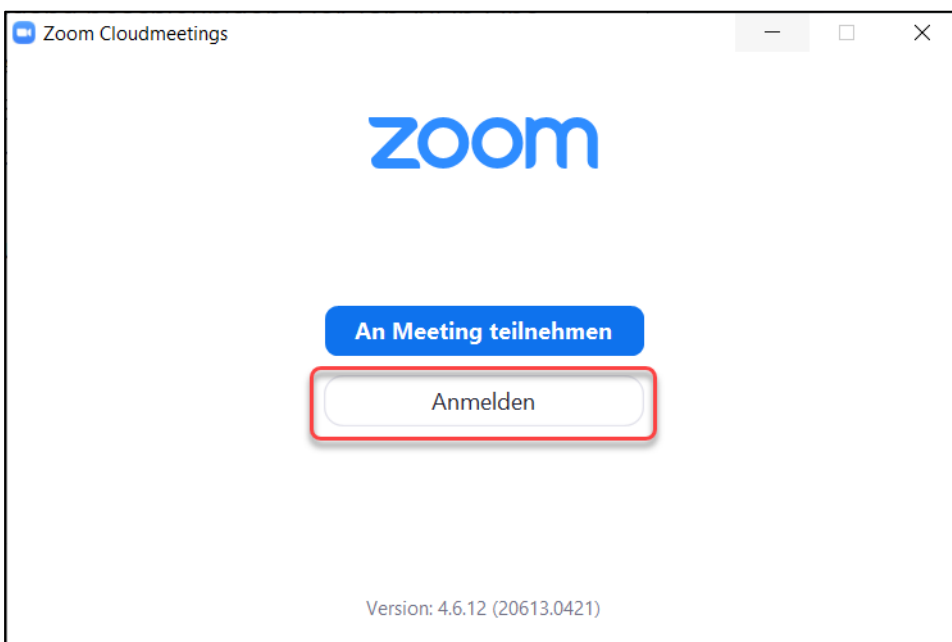 Zoom Cloudmeetings
zoom
An Meeting teilnehmen
Anmelden
Version: 4.6.12 (20613.0421)